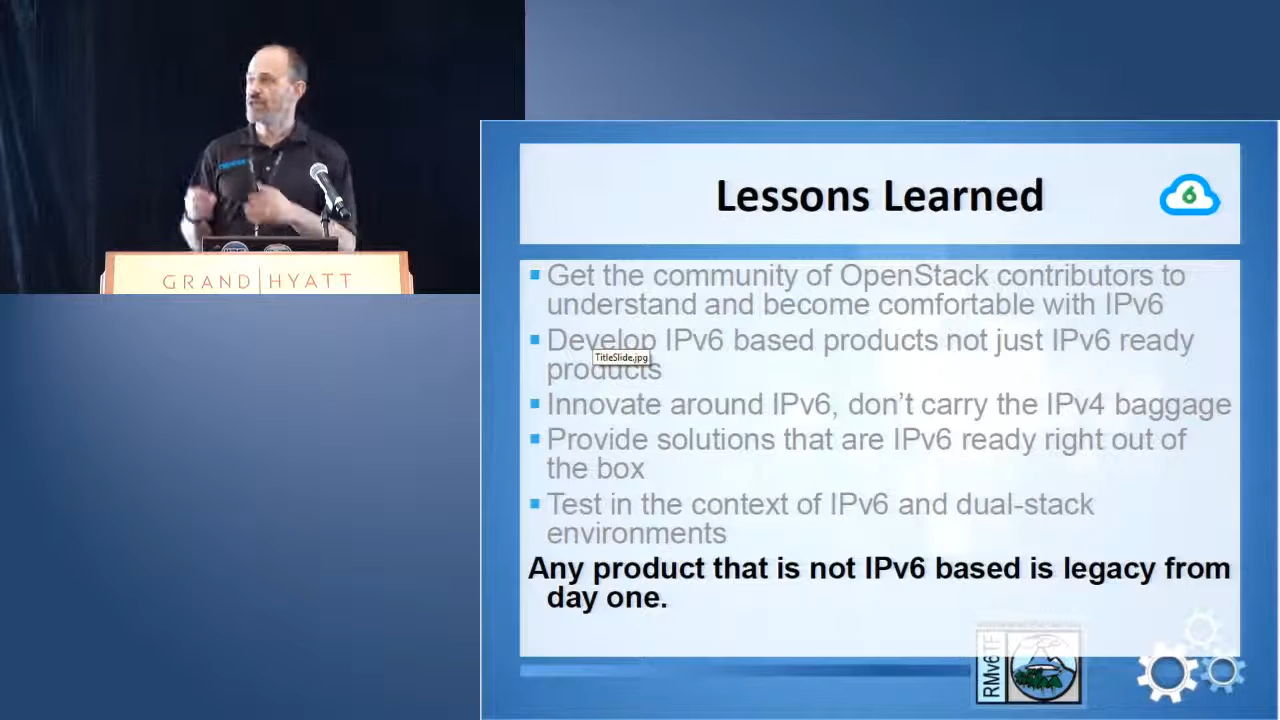 GRAND HYATT
Lessons Learned
6
Get the community of OpenStack contributors to
understand and become comfortable with IPv6
Develop IPv6 based products not just IPv6 ready
products
TitleSlide.jpg
Innovate around IPv6, don’t carry the IPv4 baggage
Provide solutions that are IPv6 ready right out of
the box
Test in the context of IPv6 and dual-stack
environments
Any product that is not IPv6 based is legacy from
day one.
RMv6TF